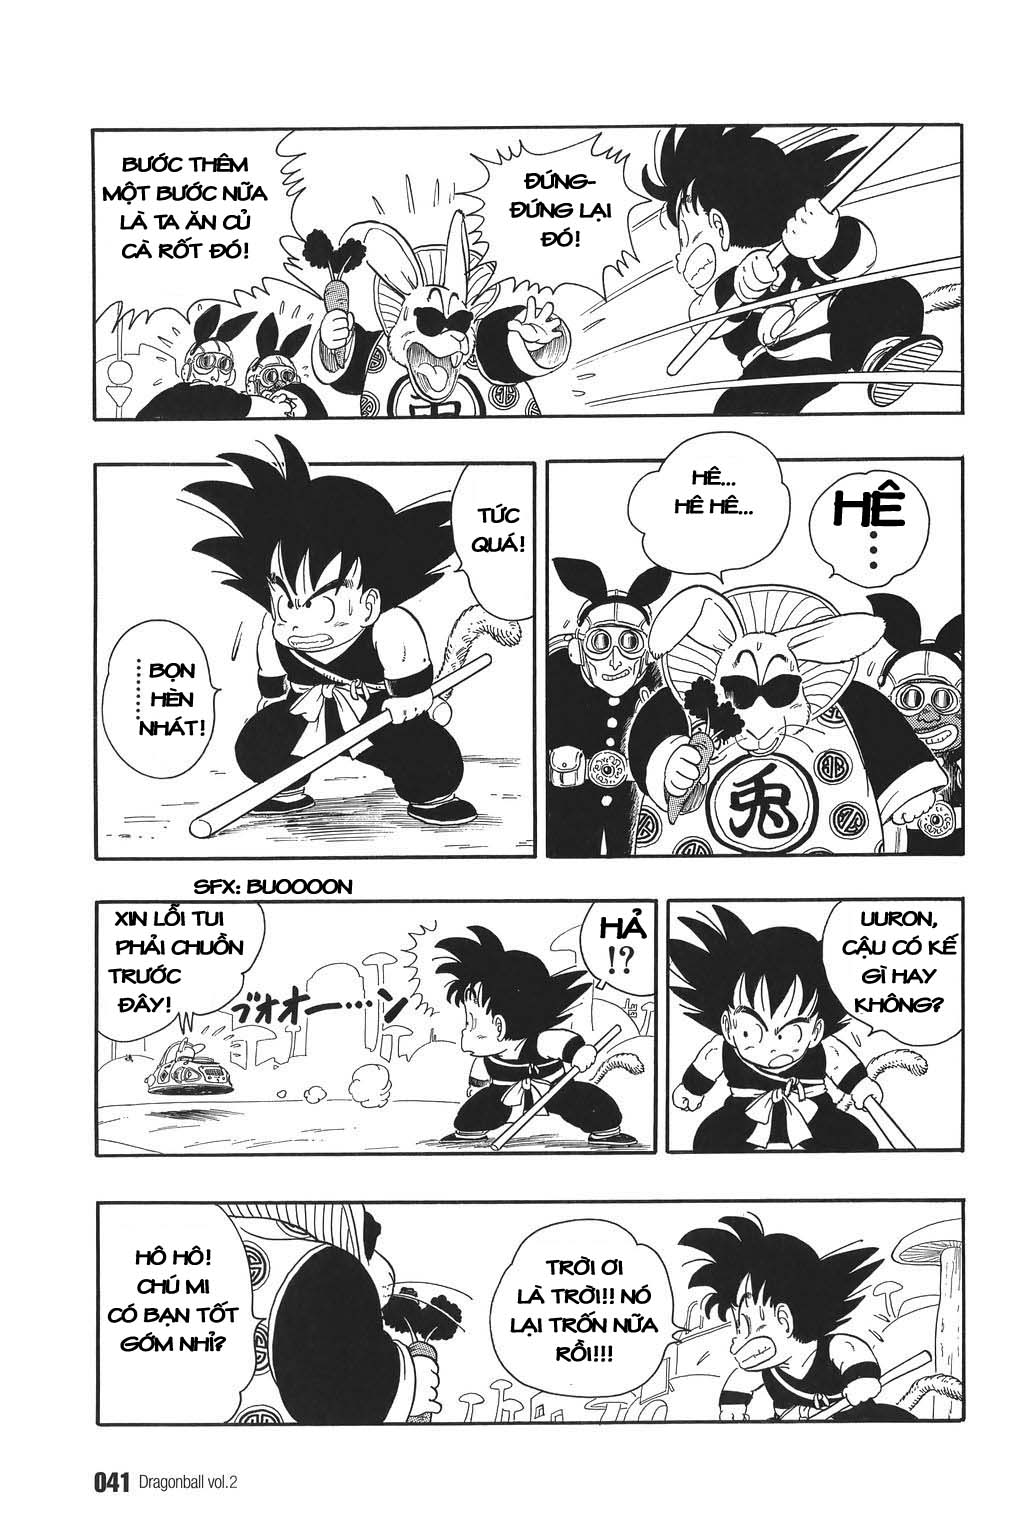 ĐỨNG-
ĐỨNG LẠI
ĐÓ!
BƯỚC THÊM
MỘT BƯỚC NỮA
LÀ TA ĂN CỦ
CÀ RỐT ĐÓ!
HÊ
HÊ...
HÊ HÊ...
兎
TỨC
QUÁ!
BỌN
HÈN
NHÁT!
UURON,
CẬU CÓ KẾ
GÌ HAY
KHÔNG?
SFX: BUOOOON
HẢ
!?
ブオオー…ン
XIN LỖI TUI
PHẢI CHUỒN
TRƯỚC
ĐÂY!
TRỜI ƠI
LÀ TRỜI!! NÓ
LẠI TRỐN NỮA
RỒI!!!
HÔ HÔ!
CHÚ MI
CÓ BẠN TỐT
GỚM NHỈ?
041 Dragonball vol.2